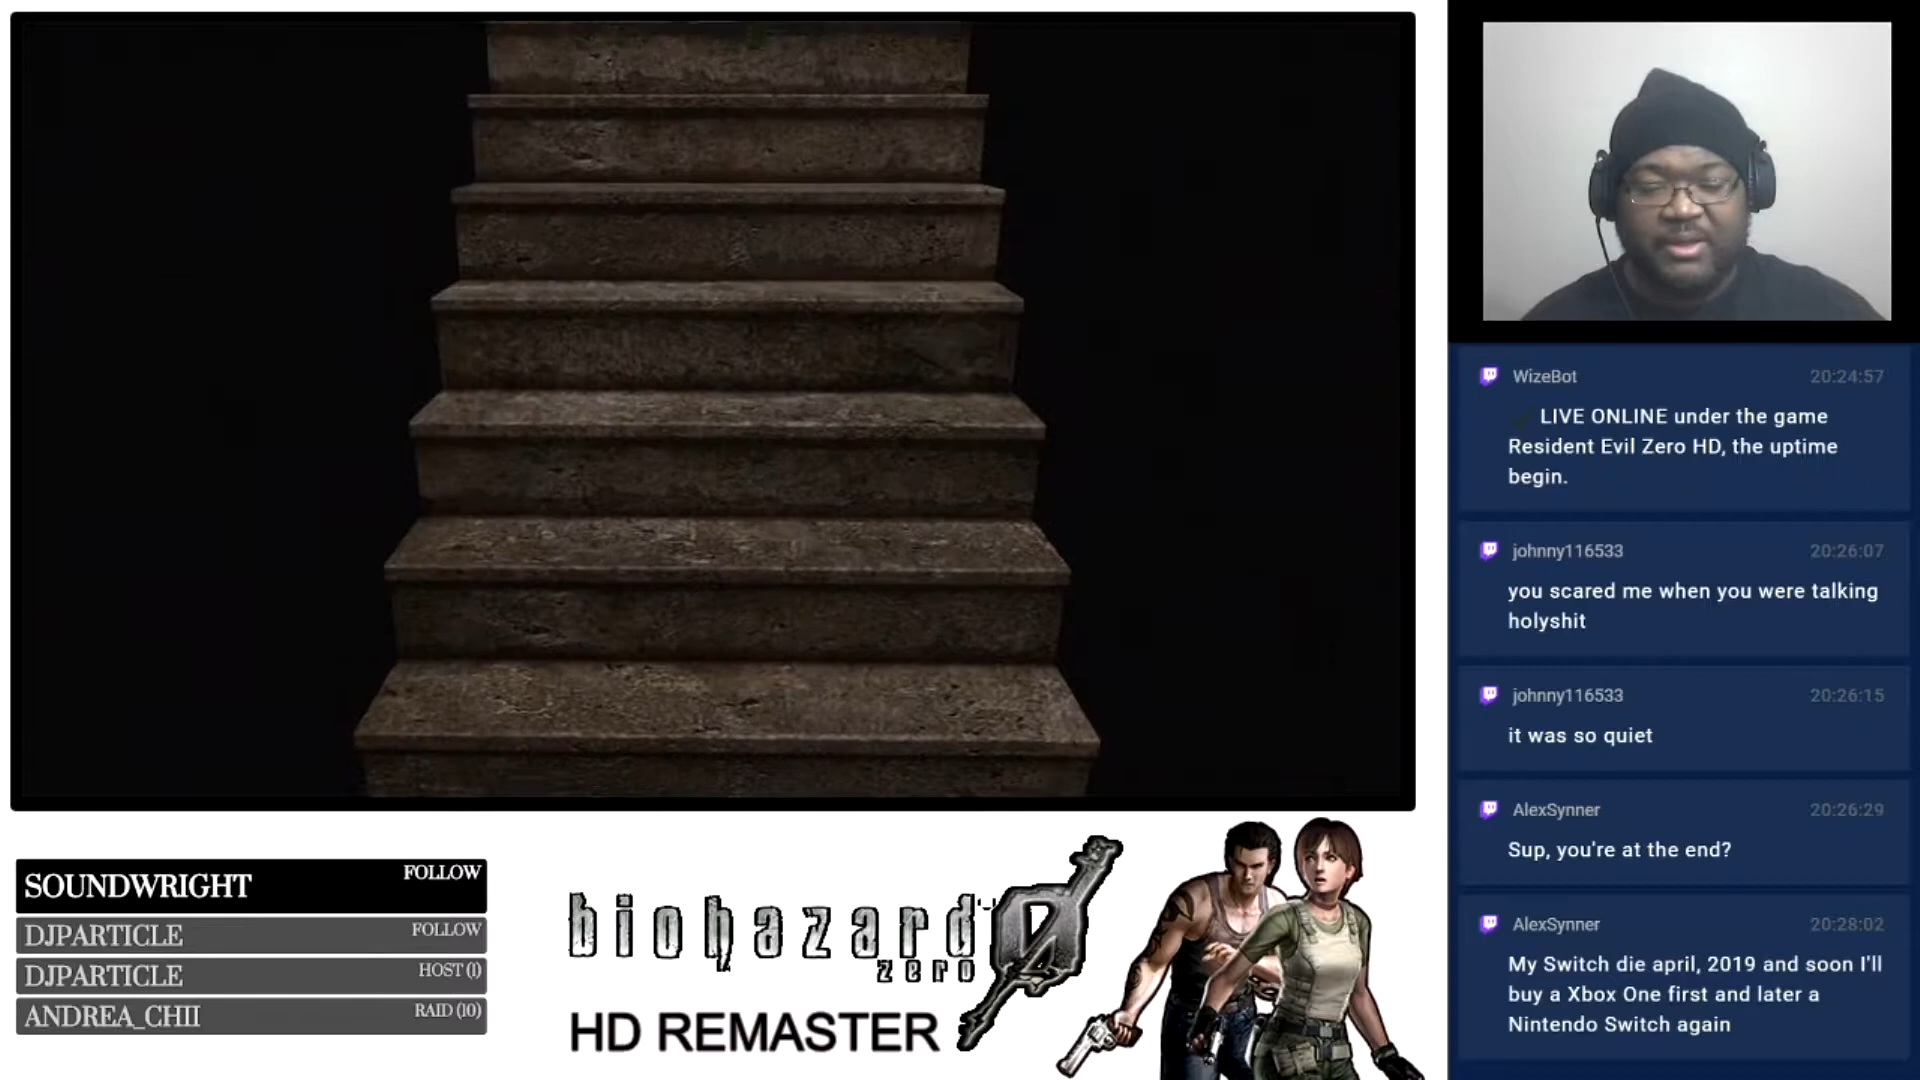 WizeBot 20:24:57
LIVE ONLINE under the game
Resident Evil Zero HD, the uptime
begin.
johnny116533 20:26:07
you scared me when you were talking
holyshit
johnny116533 20:26:15
it was so quiet
AlexSynner 20:26:29
Sup, you're at the end?
AlexSynner 20:28:02
My Switch die april, 2019 and soon I'll
buy a Xbox One first and later a
Nintendo Switch again
SOUNDWRIGHT FOLLOW
DJPARTICLE FOLLOW
DJPARTICLE HOST (1)
ANDREA_CHII RAID (10)
biohazard 0
zero
HD REMASTER